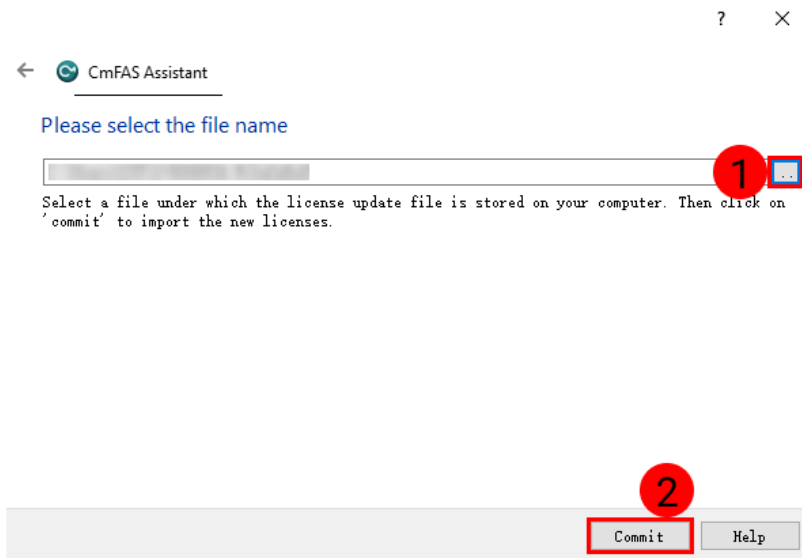 ?
CmFAS Assistant
Please select the file name
1
..
Select a file under which the license update file is stored on your computer. Then click on
'commit' to import the new licenses.
2
Commit
Help